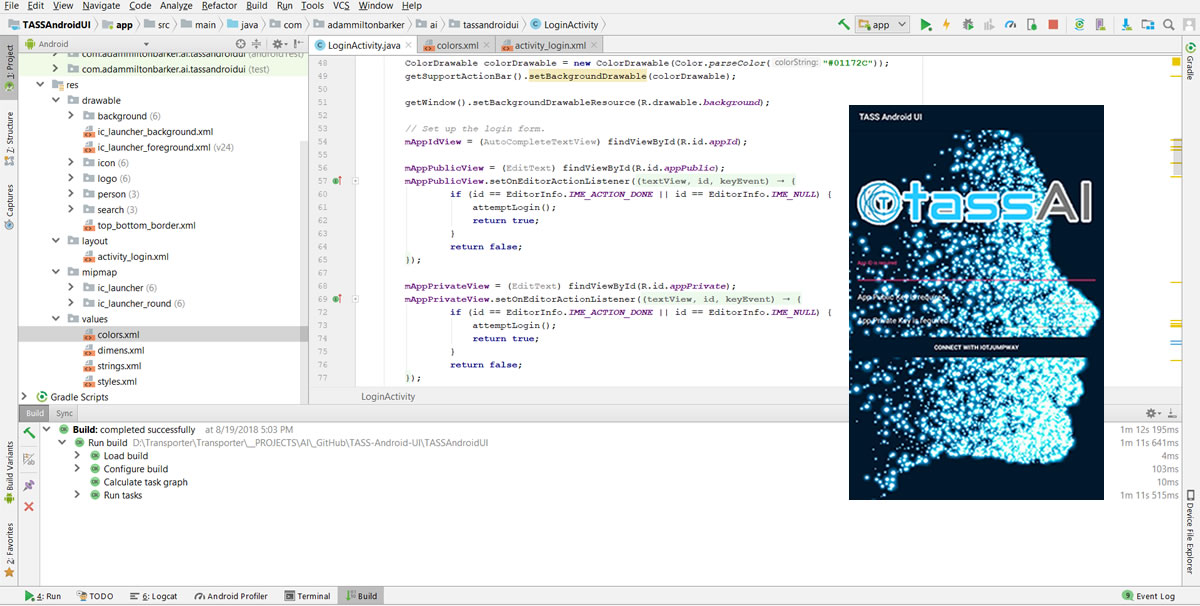 File Edit View Navigate Code Analyze Refactor Build Run Tools VCS Window Help
TASSAndroidUI app src main java com adammiltonbarker ai tassandroidui LoginActivity
app
Android
LoginActivity.java colors.xml activity_login.xml
1: Project
Z: Structure
Captures
Build Variants
2: Favorites
Gradle
Device File Explorer
com.adammiltonbarker.ai.tassandroidui (androidTest)
com.adammiltonbarker.ai.tassandroidui (test)
res
drawable
background (6)
ic_launcher_background.xml
ic_launcher_foreground.xml (v24)
icon (6)
logo (6)
person (3)
search (3)
top_bottom_border.xml
layout
activity_login.xml
mipmap
ic_launcher (6)
ic_launcher_round (6)
values
colors.xml
dimens.xml
strings.xml
styles.xml
Gradle Scripts
48 ColorDrawable colorDrawable = new ColorDrawable(Color.parseColor( colorString: "#01172C"));
49 getSupportActionBar().setBackgroundDrawable(colorDrawable);
50
51 getWindow().setBackgroundDrawableResource(R.drawable.background);
52
53 // Set up the login form.
54 mAppIdView = (AutoCompleteTextView) findViewById(R.id.appId);
55
56 mAppPublicView = (EditText) findViewById(R.id.appPublic);
57 mAppPublicView.setOnEditorActionListener((textView, id, keyEvent) → {
60 if (id == EditorInfo.IME_ACTION_DONE || id == EditorInfo.IME_NULL) {
61 attemptLogin();
62 return true;
63 }
64 return false;
65 });
67
68 mAppPrivateView = (EditText) findViewById(R.id.appPrivate);
69 mAppPrivateView.setOnEditorActionListener((textView, id, keyEvent) → {
72 if (id == EditorInfo.IME_ACTION_DONE || id == EditorInfo.IME_NULL) {
73 attemptLogin();
74 return true;
75 }
76 return false;
77 });
LoginActivity
TASS Android UI
tassAI
App ID is required
App Public Key is required
App Private Key is required
CONNECT WITH IOTJUMPWAY
Build Sync
Build: completed successfully at 8/19/2018 5:03 PM 1m 12s 195ms
Run build D:\Transporter\Transporter\__PROJECTS\AI\_GitHub\TASS-Android-UI\TASSAndroidUI 1m 11s 641ms
Load build 4ms
Configure build 103ms
Calculate task graph 10ms
Run tasks 1m 11s 515ms
4: Run TODO 6: Logcat Android Profiler Terminal Build 9 Event Log